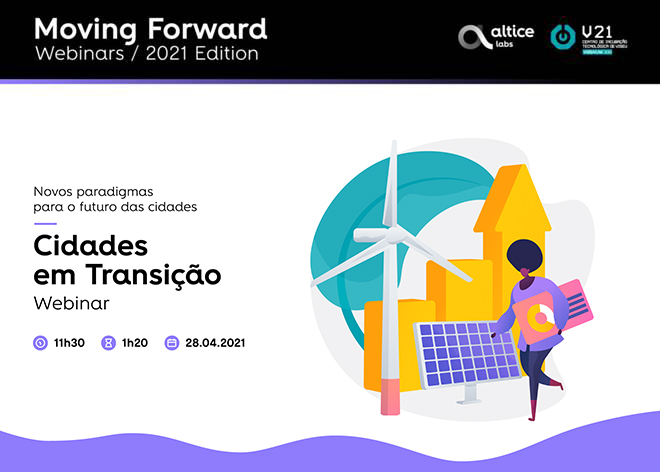 Moving Forward
Webinars / 2021 Edition
altice
labs
V21
CENTRO DE INCUBAÇÃO
TECNOLÓGICA DE VISEU
Novos paradigmas
para o futuro das cidades
Cidades
em Transição
Webinar
11h30 1h20 28.04.2021